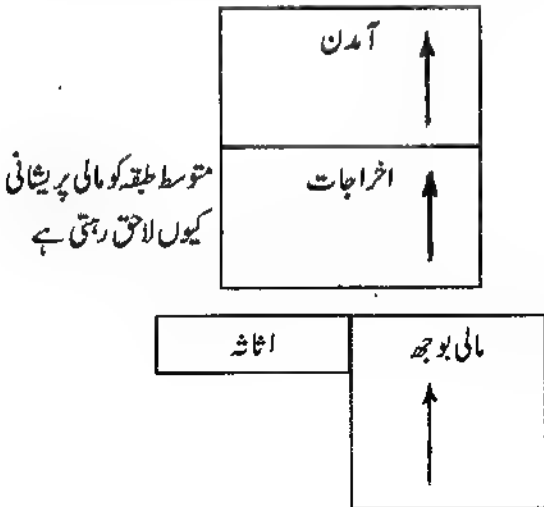 آمدن
اخراجات
متوسط طبقہ کو مالی پریشانی
کیوں لاحق رہتی ہے
مالی بوجھ
اثاثہ